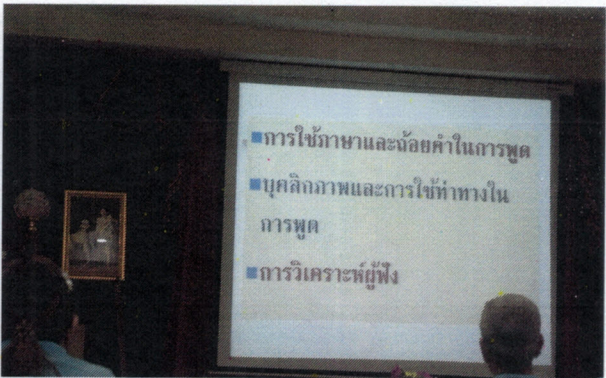 ■การใช้ภาษาและถ้อยคำในการพูด
■บุคลิกภาพและการใช้ท่าทางใน
การพูด
■การวิเคราะห์ผู้ฟัง